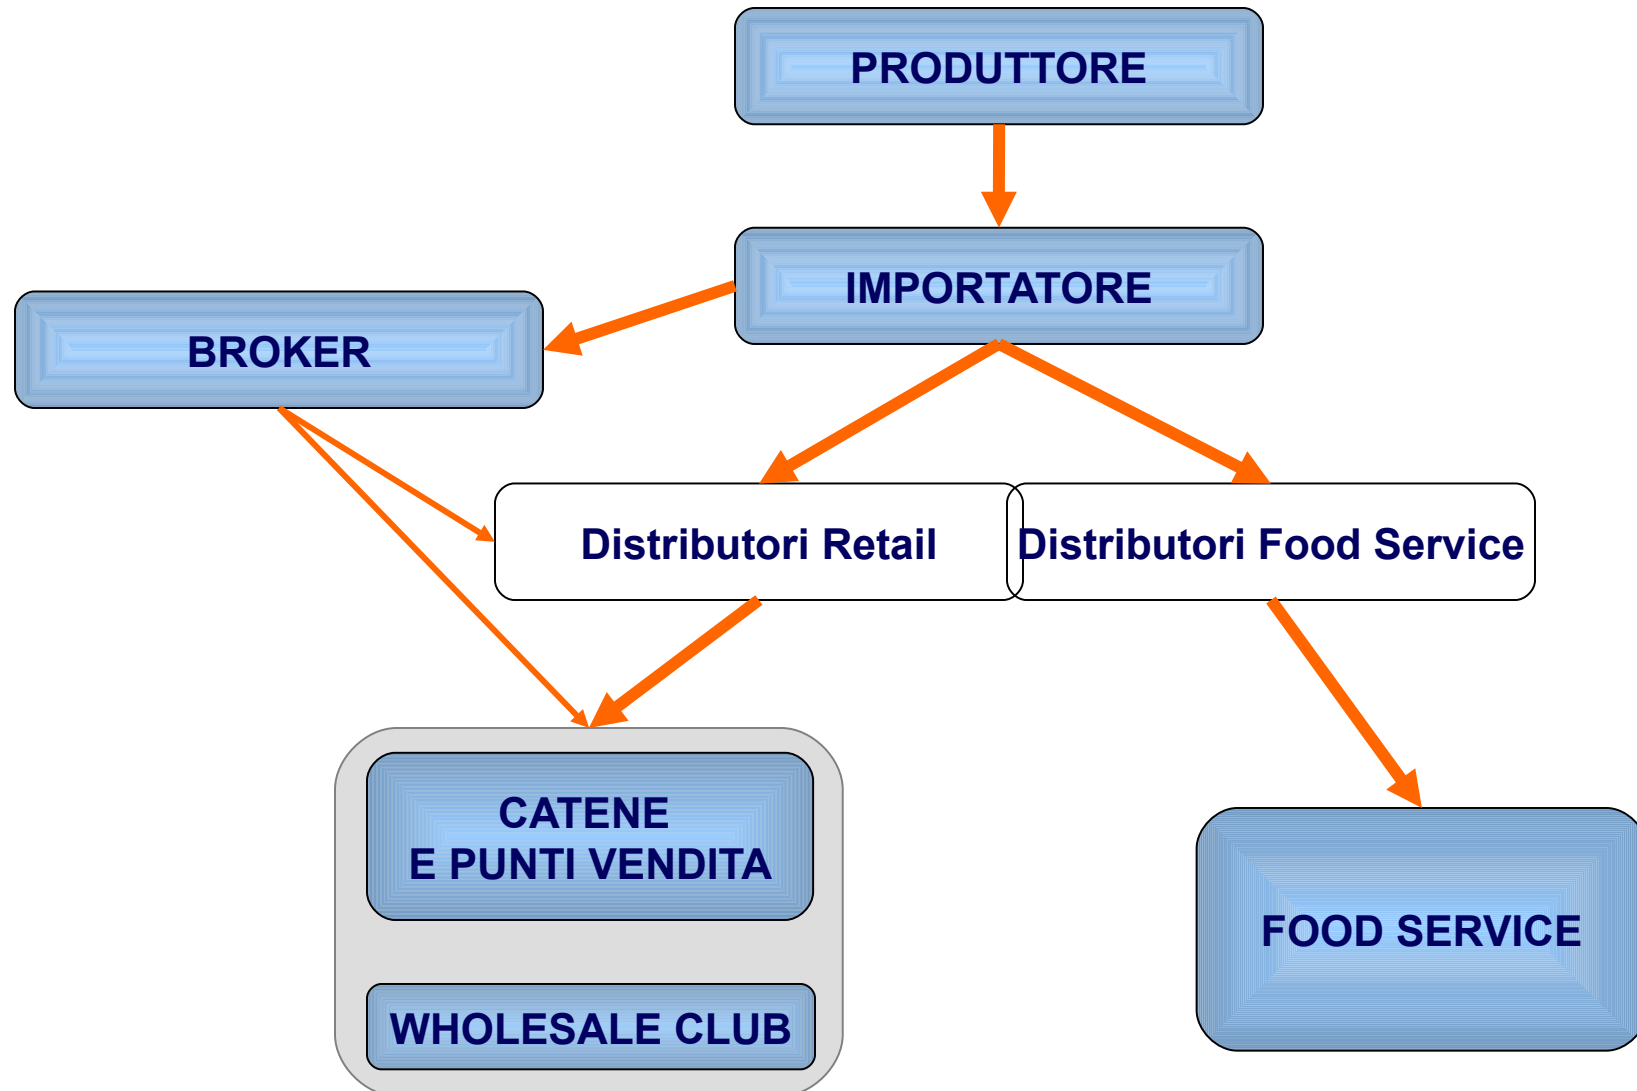 PRODUTTORE
IMPORTATORE
BROKER
Distributori Retail
Distributori Food Service
CATENE
E PUNTI VENDITA
FOOD SERVICE
WHOLESALE CLUB